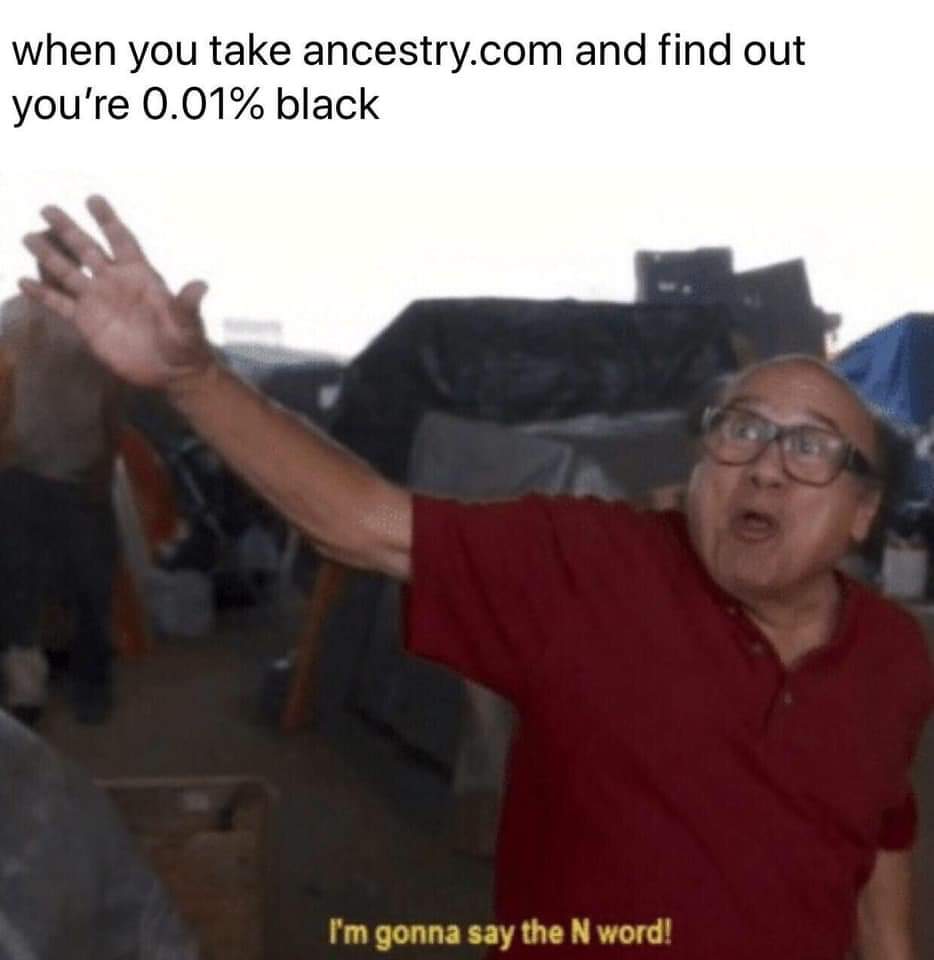 when you take ancestry.com and find out
you're 0.01% black
I'm gonna say the N word!